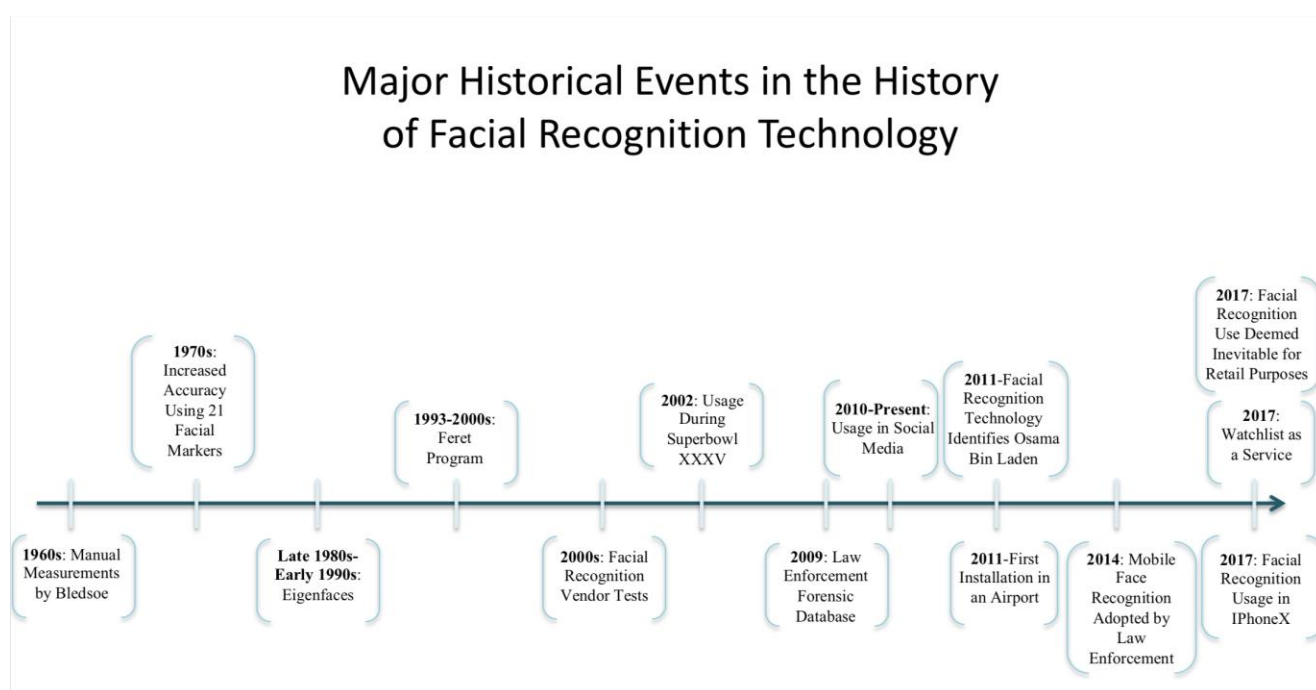 Major Historical Events in the History
of Facial Recognition Technology
1960s: Manual
Measurements
by Bledsoe
1970s:
Increased
Accuracy
Using 21
Facial
Markers
Late 1980s-
Early 1990s:
Eigenfaces
1993-2000s:
Feret
Program
2000s: Facial
Recognition
Vendor Tests
2002: Usage
During
Superbowl
XXXV
2009: Law
Enforcement
Forensic
Database
2010-Present:
Usage in Social
Media
2011-Facial
Recognition
Technology
Identifies Osama
Bin Laden
2011-First
Installation in
an Airport
2014: Mobile
Face
Recognition
Adopted by
Law
Enforcement
2017: Facial
Recognition
Use Deemed
Inevitable for
Retail Purposes
2017:
Watchlist as
a Service
2017: Facial
Recognition
Usage in
IPhoneX